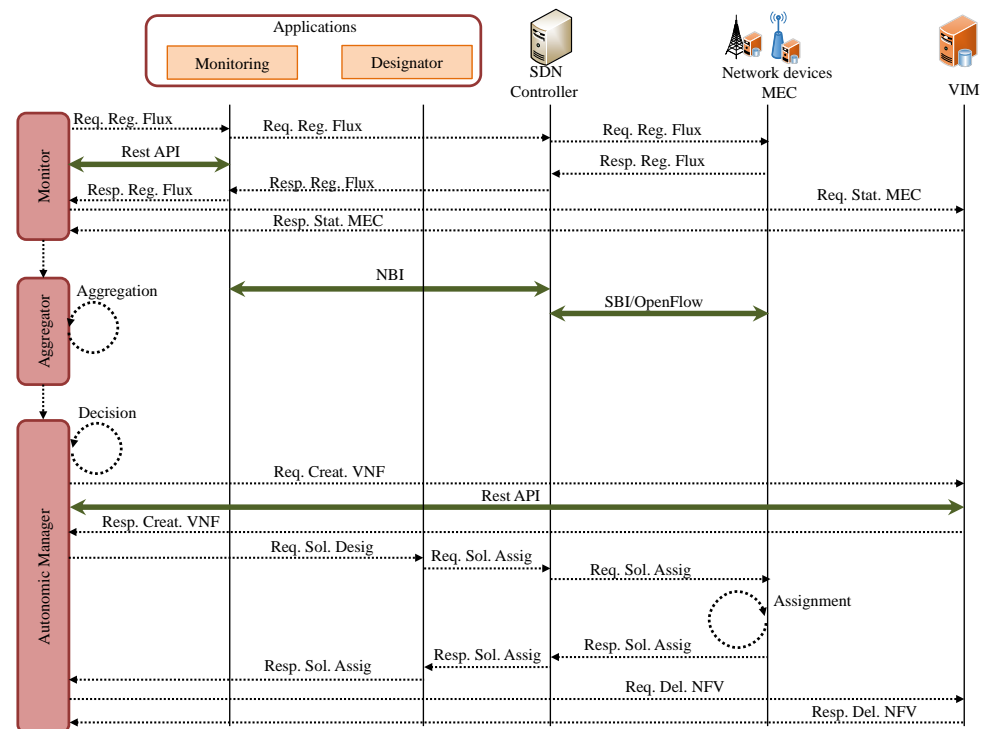 Applications
Monitoring
Designator
SDN
Controller
Network devices
MEC
VIM
Monitor
Req. Reg. Flux
Req. Reg. Flux
Req. Reg. Flux
Rest API
Resp. Reg. Flux
Resp. Reg. Flux
Resp. Reg. Flux
Req. Stat. MEC
Resp. Stat. MEC
NBI
Aggregator
Aggregation
SBI/OpenFlow
Decision
Autonomic Manager
Req. Creat. VNF
Rest API
Resp. Creat. VNF
Req. Sol. Desig
Req. Sol. Assig
Req. Sol. Assig
Assignment
Resp. Sol. Assig
Resp. Sol. Assig
Resp. Sol. Assig
Req. Del. NFV
Resp. Del. NFV